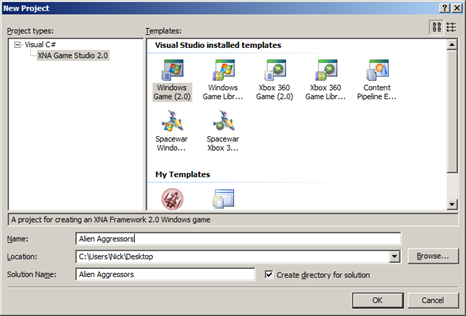 New Project
Project types:
Templates:
Visual C#
XNA Game Studio 2.0
Visual Studio installed templates
Windows Game (2.0)
Windows Game Libr...
Xbox 360 Game (2.0)
Xbox 360 Game Libr...
Content Pipeline E...
Spacewar Windo...
Spacewar Xbox 3...
My Templates
A project for creating an XNA Framework 2.0 Windows game
Name:
Alien Aggressors
Location:
C:\Users\Nick\Desktop
Browse...
Solution Name:
Alien Aggressors
Create directory for solution
OK
Cancel